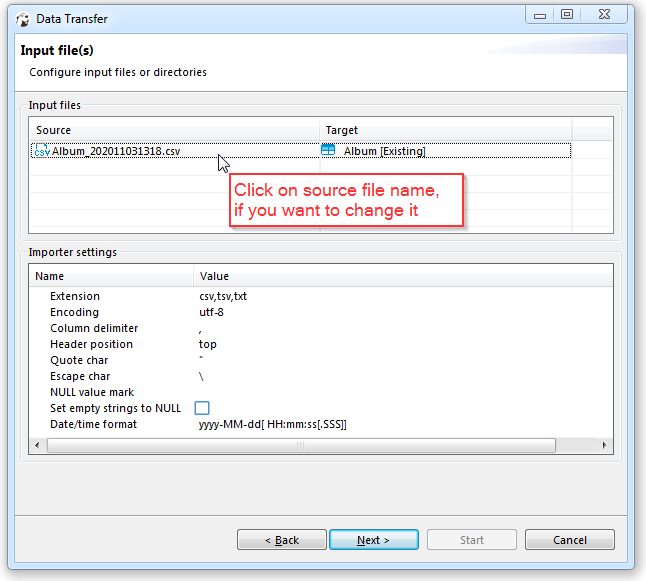 Data Transfer
Input file(s)
Configure input files or directories
Input files
Source Target
CSV Album_202011031318.csv Album [Existing]
Click on source file name,
if you want to change it
Importer settings
Name Value
Extension csv,tsv,txt
Encoding utf-8
Column delimiter ,
Header position top
Quote char "
Escape char \
NULL value mark
Set empty strings to NULL
Date/time format yyyy-MM-dd[ HH:mm:ss[.SSS]]
< Back Next > Start Cancel